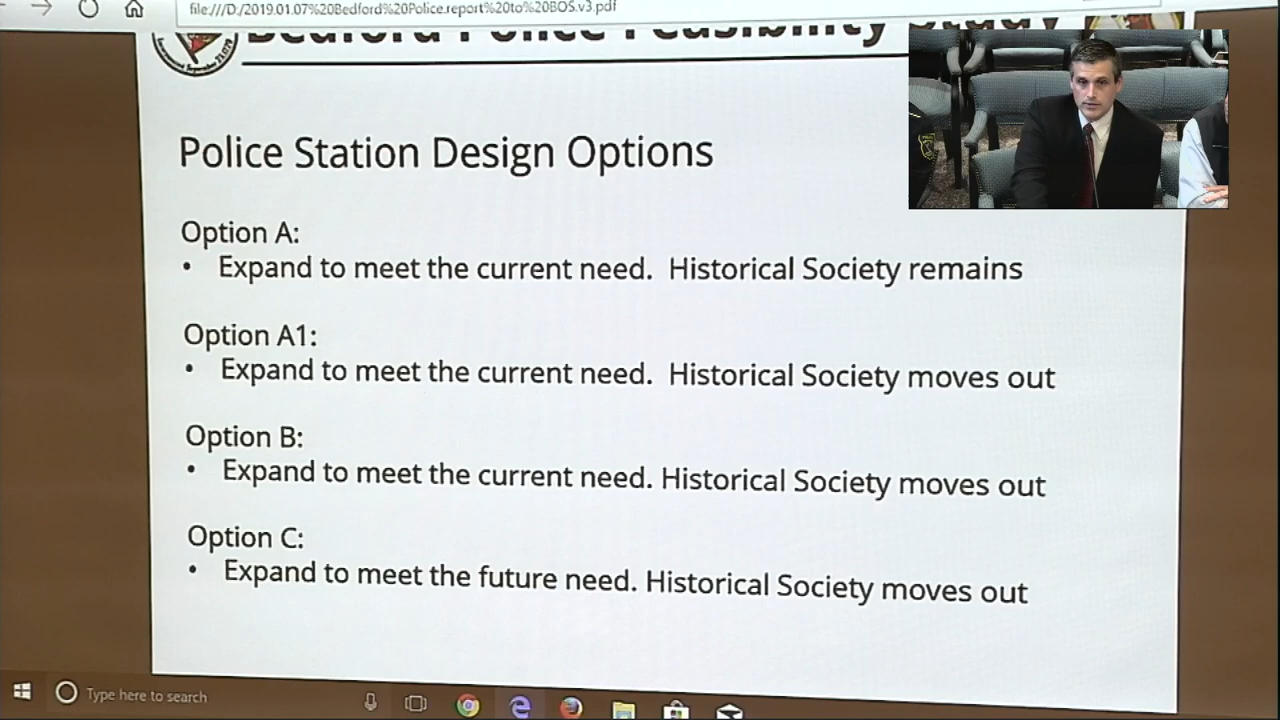 file:///D:/2019.01.07%20Bedford%20Police.report%20to%20BOS.v3.pdf
Bedford Police Feasibility Study
Police Station Design Options
Option A:
• Expand to meet the current need. Historical Society remains
Option A1:
• Expand to meet the current need. Historical Society moves out
Option B:
• Expand to meet the current need. Historical Society moves out
Option C:
• Expand to meet the future need. Historical Society moves out
Type here to search